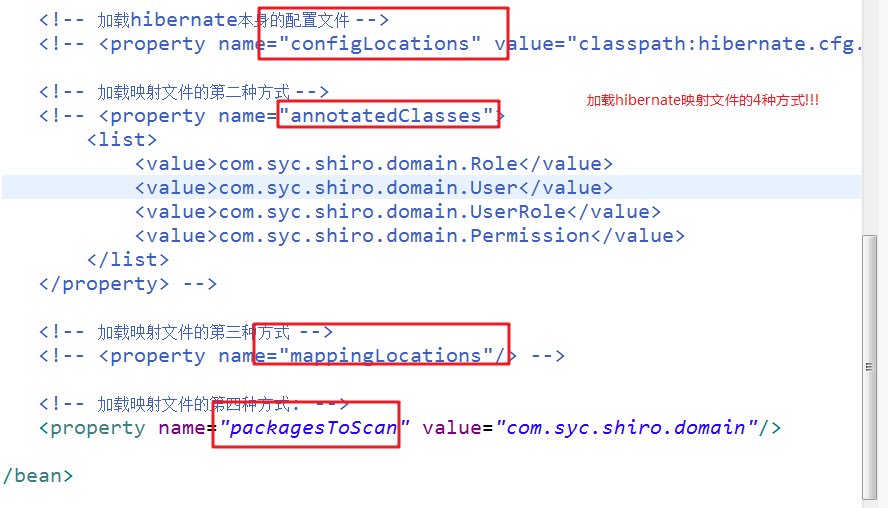 <!-- 加载hibernate本身的配置文件 -->
<!-- <property name="configLocations" value="classpath:hibernate.cfg.
<!-- 加载映射文件的第二种方式 -->
加载hibernate映射文件的4种方式!!!
<!-- <property name="annotatedClasses">
<list>
<value>com.syc.shiro.domain.Role</value>
<value>com.syc.shiro.domain.User</value>
<value>com.syc.shiro.domain.UserRole</value>
<value>com.syc.shiro.domain.Permission</value>
</list>
</property> -->
<!-- 加载映射文件的第三种方式 -->
<!-- <property name="mappingLocations"/> -->
<!-- 加载映射文件的第四种方式: -->
<property name="packagesToScan" value="com.syc.shiro.domain"/>
/bean>